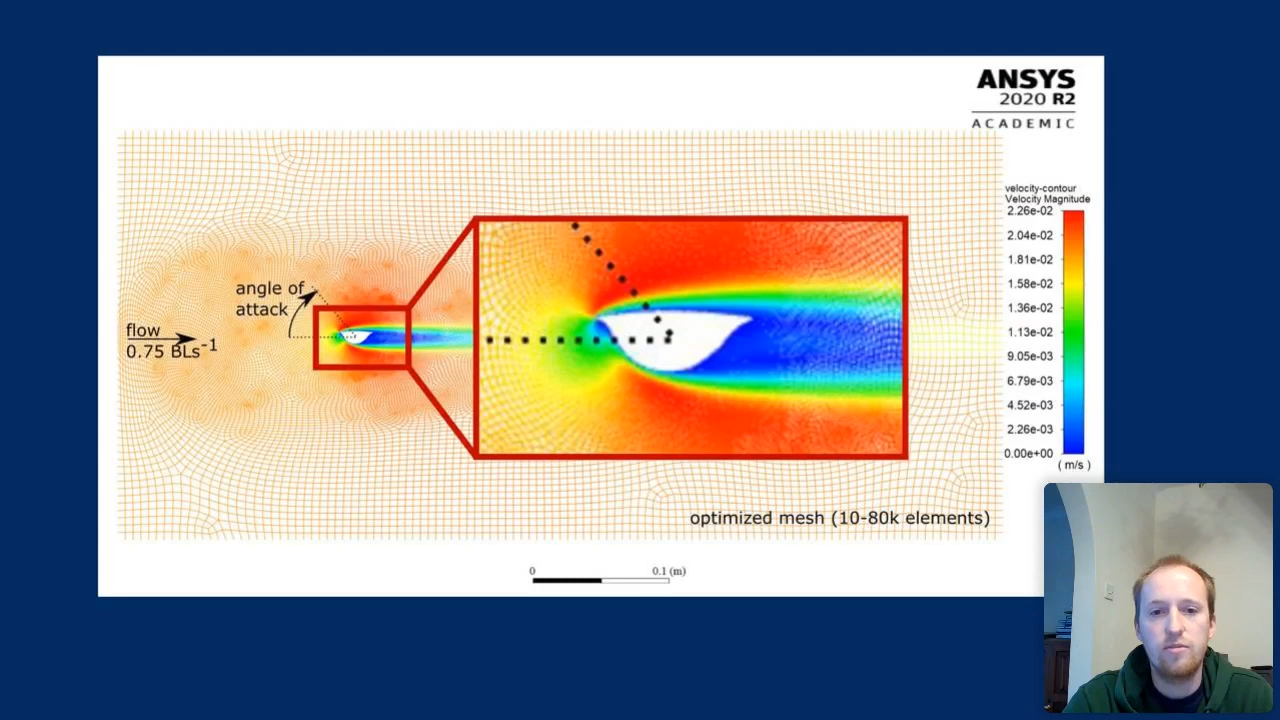 ANSYS
2020 R2
ACADEMIC
velocity-contour
Velocity Magnitude
2.26e-02
2.04e-02
1.81e-02
1.58e-02
1.36e-02
1.13e-02
9.05e-03
6.79e-03
4.52e-03
2.26e-03
0.00e+00
( m/s )
angle of
attack
flow
0.75 BLs⁻¹
optimized mesh (10-80k elements)
0 0.1 (m)